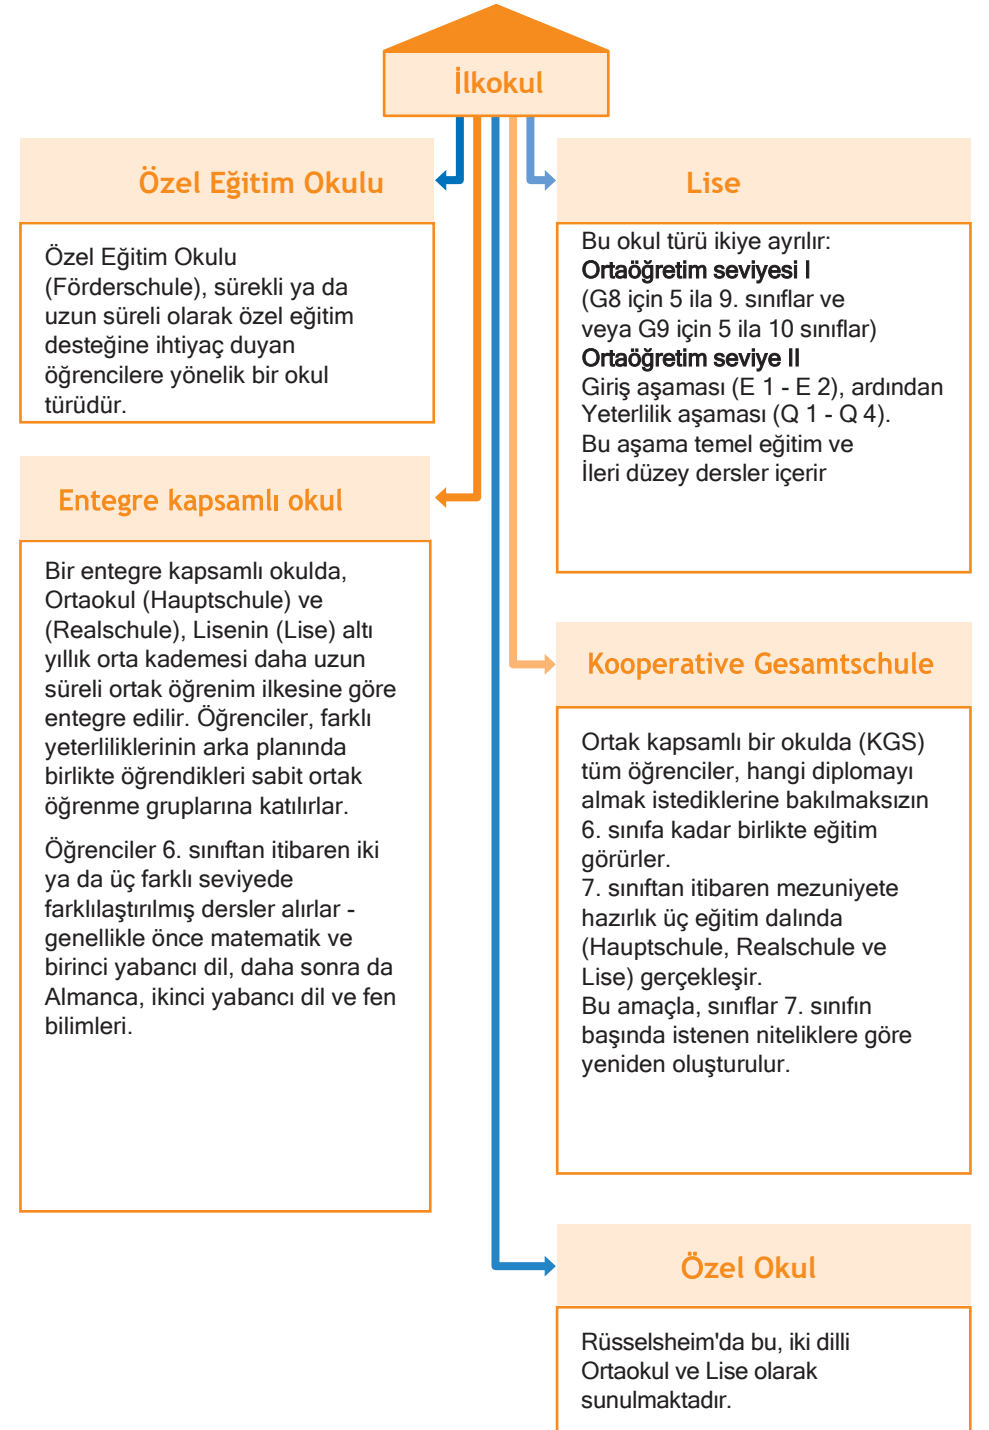 İlkokul
Özel Eğitim Okulu
Özel Eğitim Okulu
(Förderschule), sürekli ya da
uzun süreli olarak özel eğitim
desteğine ihtiyaç duyan
öğrencilere yönelik bir okul
türüdür.
Lise
Bu okul türü ikiye ayrılır:
Ortaöğretim seviyesi I
(G8 için 5 ila 9. sınıflar ve
veya G9 için 5 ila 10 sınıflar)
Ortaöğretim seviye II
Giriş aşaması (E 1 - E 2), ardından
Yeterlilik aşaması (Q 1 - Q 4).
Bu aşama temel eğitim ve
İleri düzey dersler içerir
Entegre kapsamlı okul
Bir entegre kapsamlı okulda,
Ortaokul (Hauptschule) ve
(Realschule), Lisenin (Lise) altı
yıllık orta kademesi daha uzun
süreli ortak öğrenim ilkesine göre
entegre edilir. Öğrenciler, farklı
yeterliliklerinin arka planında
birlikte öğrendikleri sabit ortak
öğrenme gruplarına katılırlar.
Öğrenciler 6. sınıftan itibaren iki
ya da üç farklı seviyede
farklılaştırılmış dersler alırlar -
genellikle önce matematik ve
birinci yabancı dil, daha sonra da
Almanca, ikinci yabancı dil ve fen
bilimleri.
Kooperative Gesamtschule
Ortak kapsamlı bir okulda (KGS)
tüm öğrenciler, hangi diplomayı
almak istediklerine bakılmaksızın
6. sınıfa kadar birlikte eğitim
görürler.
7. sınıftan itibaren mezuniyete
hazırlık üç eğitim dalında
(Hauptschule, Realschule ve
Lise) gerçekleşir.
Bu amaçla, sınıflar 7. sınıfın
başında istenen niteliklere göre
yeniden oluşturulur.
Özel Okul
Rüsselsheim'da bu, iki dilli
Ortaokul ve Lise olarak
sunulmaktadır.